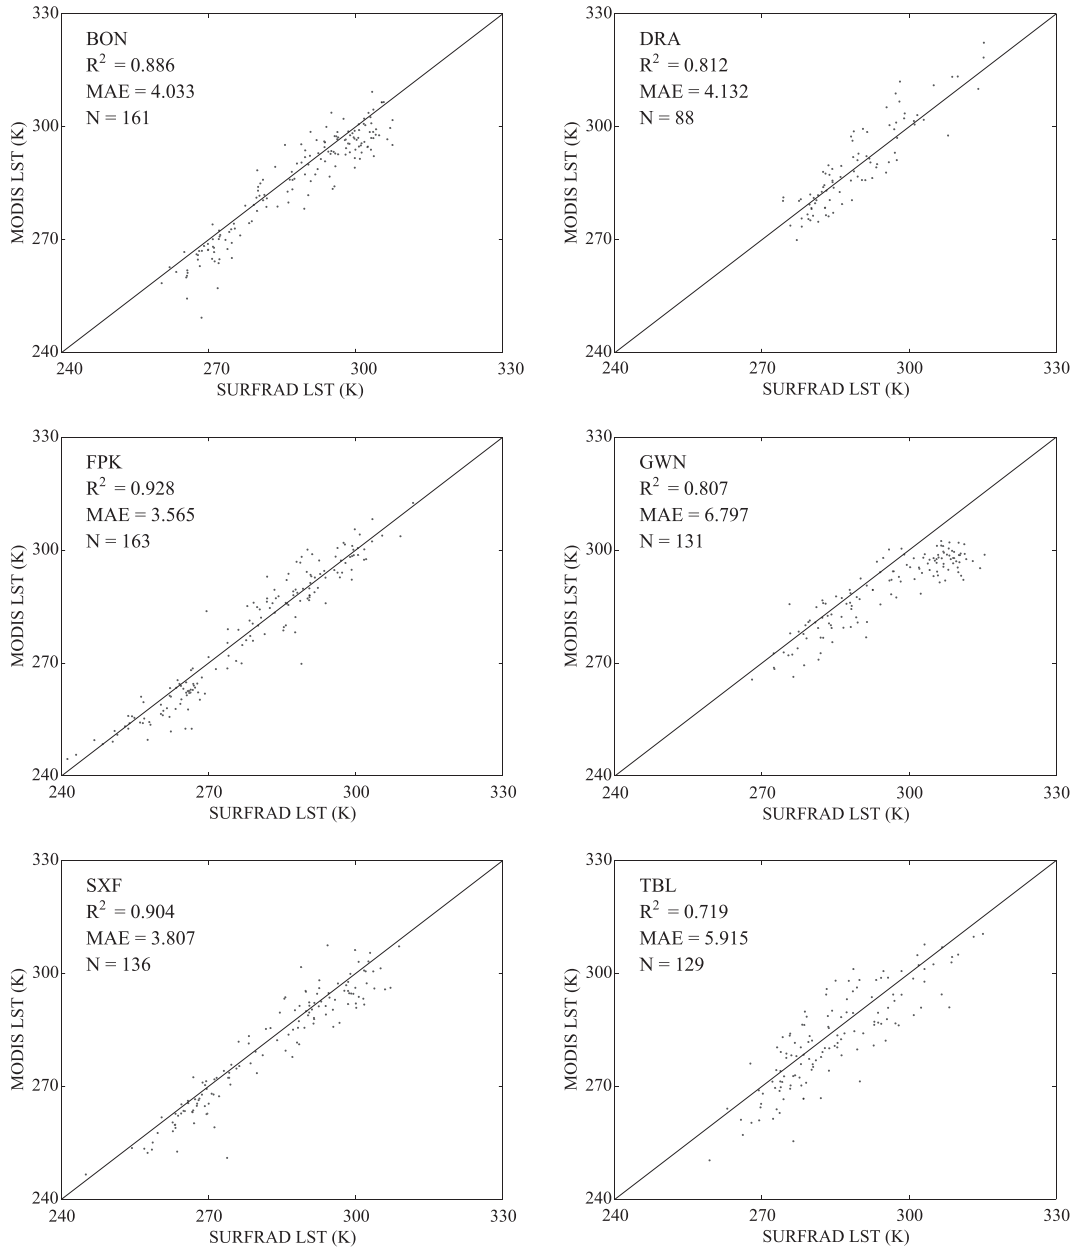 330
BON
R² = 0.886
MAE = 4.033
N = 161
300
270
240
MODIS LST (K)
240 270 300 330
SURFRAD LST (K)
330
DRA
R² = 0.812
MAE = 4.132
N = 88
300
270
240
MODIS LST (K)
240 270 300 330
SURFRAD LST (K)
330
FPK
R² = 0.928
MAE = 3.565
N = 163
300
270
240
MODIS LST (K)
240 270 300 330
SURFRAD LST (K)
330
GWN
R² = 0.807
MAE = 6.797
N = 131
300
270
240
MODIS LST (K)
240 270 300 330
SURFRAD LST (K)
330
SXF
R² = 0.904
MAE = 3.807
N = 136
300
270
240
MODIS LST (K)
240 270 300 330
SURFRAD LST (K)
330
TBL
R² = 0.719
MAE = 5.915
N = 129
300
270
240
MODIS LST (K)
240 270 300 330
SURFRAD LST (K)